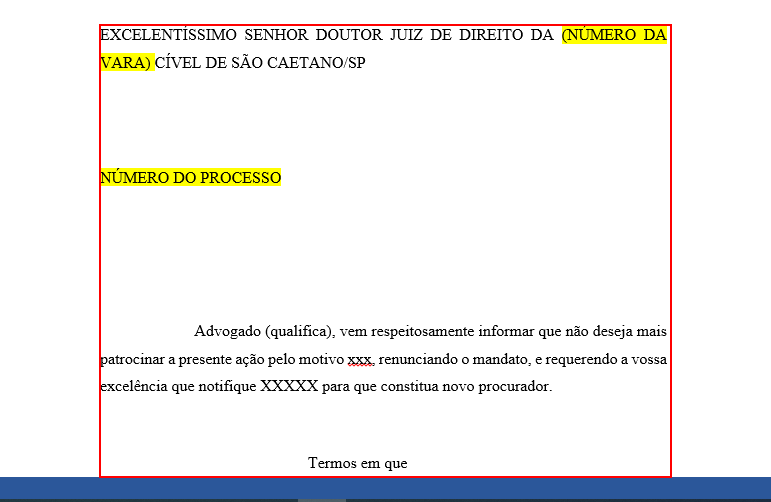 EXCELENTÍSSIMO SENHOR DOUTOR JUIZ DE DIREITO DA (NÚMERO DA
VARA) CÍVEL DE SÃO CAETANO/SP
NÚMERO DO PROCESSO
Advogado (qualifica), vem respeitosamente informar que não deseja mais
patrocinar a presente ação pelo motivo xxx, renunciando o mandato, e requerendo a vossa
excelência que notifique XXXXX para que constitua novo procurador.
Termos em que